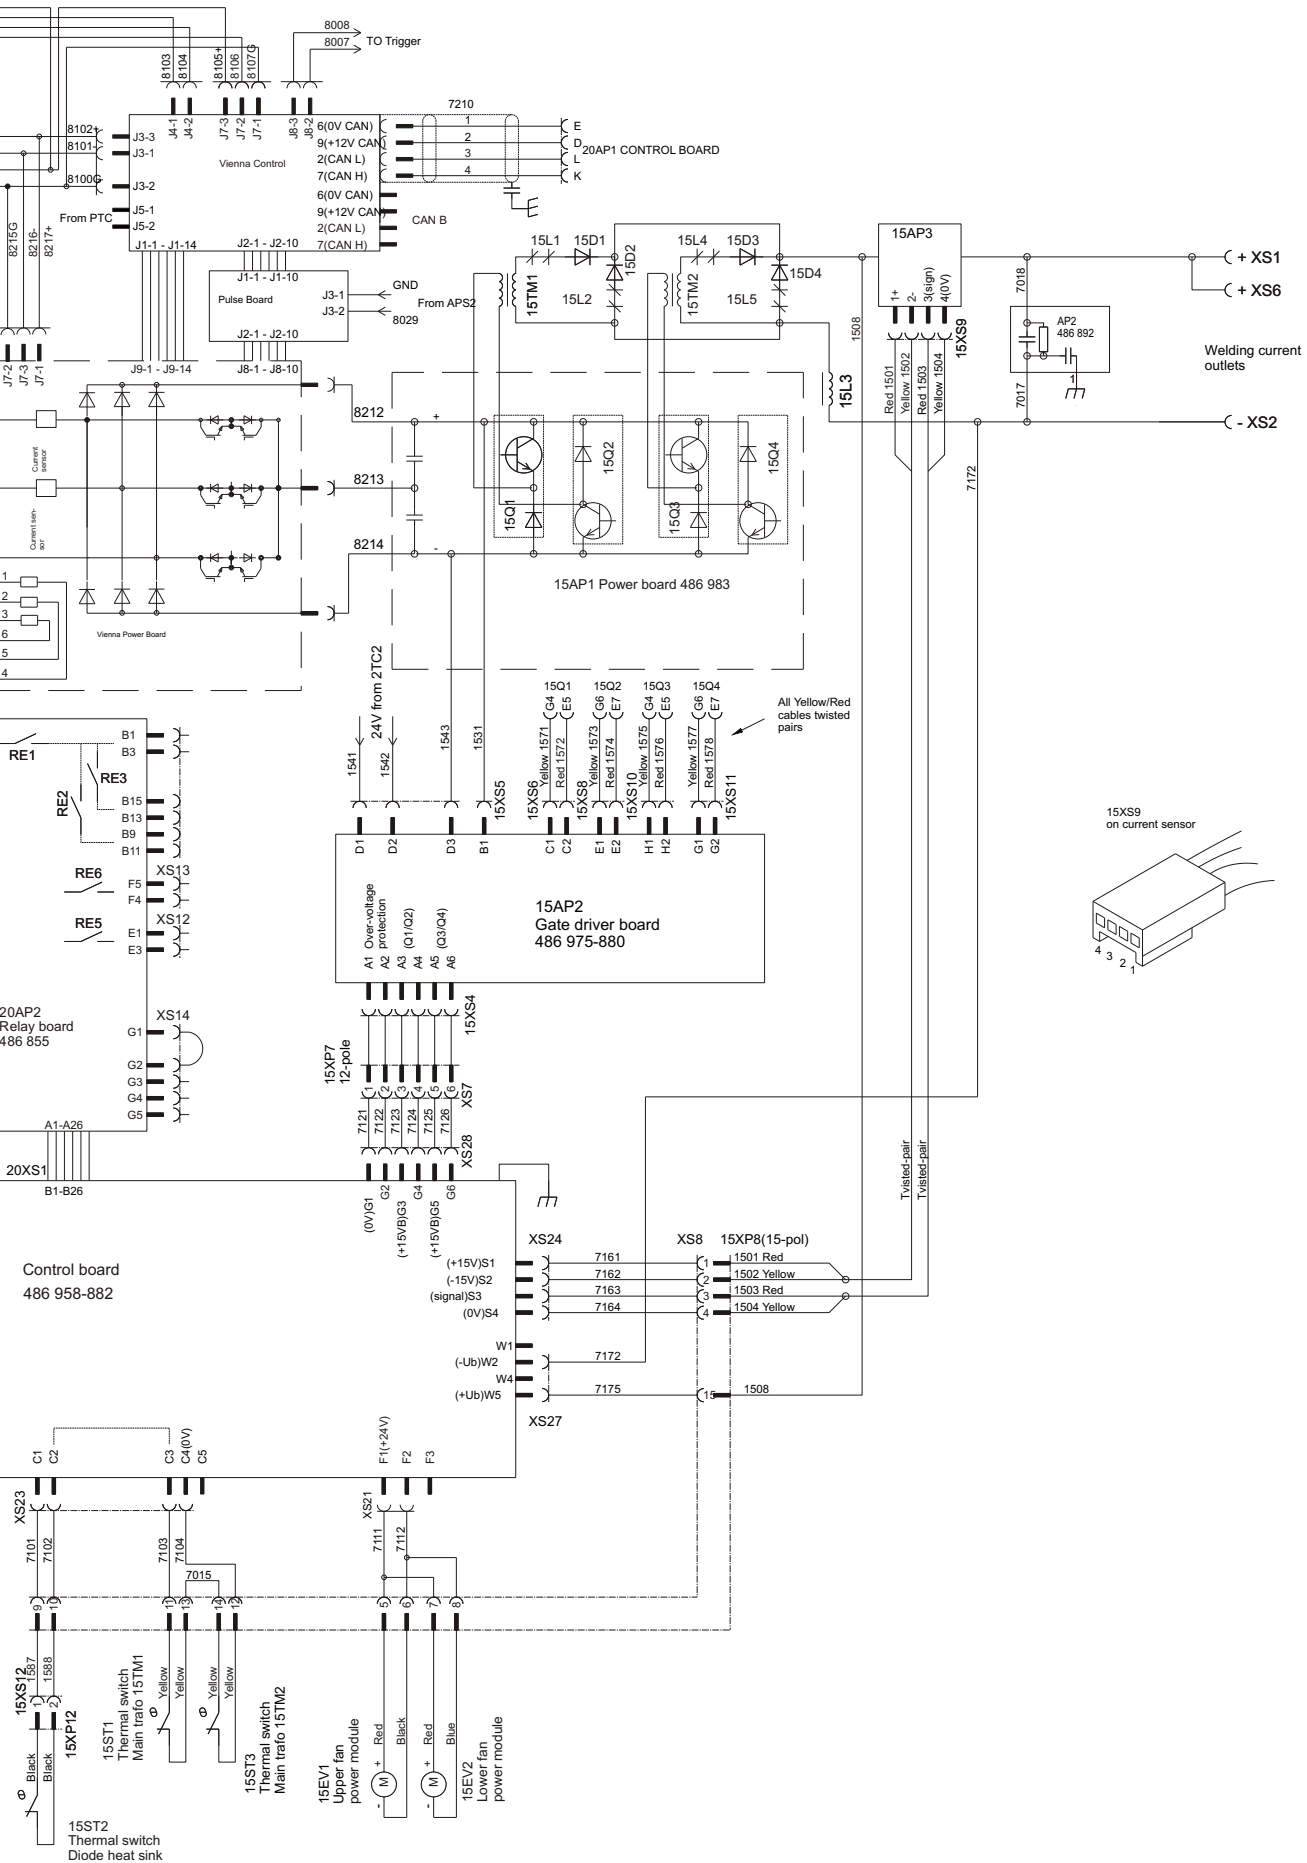 8008
8007
TO Trigger
8103
8104
8105+
8106
8107G
J4-1
J4-2
J7-3
J7-2
J7-1
J8-3
J8-2
7210
8102+
8101-
8100G
J3-3
J3-1
J3-2
J5-1
J5-2
From PTC
Vienna Control
6(0V CAN)
9(+12V CAN)
2(CAN L)
7(CAN H)
6(0V CAN)
9(+12V CAN)
2(CAN L)
7(CAN H)
1
2
3
4
E
D
L
K
20AP1 CONTROL BOARD
CAN B
J1-1 - J1-14
J2-1 - J2-10
8215G
8216-
8217+
J7-2
J7-3
J7-1
J1-1 - J1-10
Pulse Board
J3-1
J3-2
GND
8029
From APS2
J2-1 - J2-10
J9-1 - J9-14
J8-1 - J8-10
15L1
15D1
15D2
15L2
15TM1
15L4
15D3
15D4
15L5
15TM2
1508
15L3
15AP3
1+
2-
3(sign)
4(0V)
15XS9
Red 1501
Yellow 1502
Red 1503
Yellow 1504
7018
AP2
486 892
1
7017
+ XS1
+ XS6
Welding current
outlets
- XS2
7172
8212
8213
8214
+
-
15Q1
15Q2
15Q3
15Q4
15AP1 Power board 486 983
Current
sensor
Current sen-
sor
Vienna Power Board
1
2
3
6
5
4
24V from 2TC2
1541
1542
1543
1531
15XS5
15Q1
15Q2
15Q3
15Q4
G4
E5
G6
E7
G4
E5
G6
E7
Yellow 1571
Red 1572
Yellow 1573
Red 1574
Yellow 1575
Red 1576
Yellow 1577
Red 1578
15XS6
15XS8
15XS10
15XS11
All Yellow/Red
cables twisted
pairs
D1
D2
D3
B1
C1
C2
E1
E2
H1
H2
G1
G2
15AP2
Gate driver board
486 975-880
Over-voltage
protection
(Q1/Q2)
(Q3/Q4)
A1
A2
A3
A4
A5
A6
15XS4
15XP7
12-pole
1
2
3
4
5
6
XS7
7121
7122
7123
7124
7125
7126
XS28
RE1
RE2
RE3
RE6
RE5
B1
B3
B15
B13
B9
B11
XS13
F5
F4
XS12
E1
E3
XS14
G1
G2
G3
G4
G5
20AP2
Relay board
486 855
A1-A26
20XS1
B1-B26
15XS9
on current sensor
4
3
2
1
(0V)G1
G2
(+15VB)G3
G4
(+15VB)G5
G6
Control board
486 958-882
XS24
(+15V)S1
(-15V)S2
(signal)S3
(0V)S4
W1
(-Ub)W2
W4
(+Ub)W5
XS27
7161
7162
7163
7164
7172
7175
XS8
15XP8(15-pol)
1
2
3
4
15
1501 Red
1502 Yellow
1503 Red
1504 Yellow
1508
Tvisted-pair
Tvisted-pair
C1
C2
C3
C4(0V)
C5
F1(+24V)
F2
F3
XS23
XS21
7101
7102
7103
7104
7015
7111
7112
9
10
11
13
14
12
5
6
7
8
1587
1588
15XS12
1
2
15XP12
Black
Black
15ST2
Thermal switch
Diode heat sink
Yellow
Yellow
15ST1
Thermal switch
Main trafo 15TM1
Yellow
Yellow
15ST3
Thermal switch
Main trafo 15TM2
θ
θ
θ
15EV1
Upper fan
power module
Red
Black
M
+
-
Red
Blue
M
+
-
15EV2
Lower fan
power module